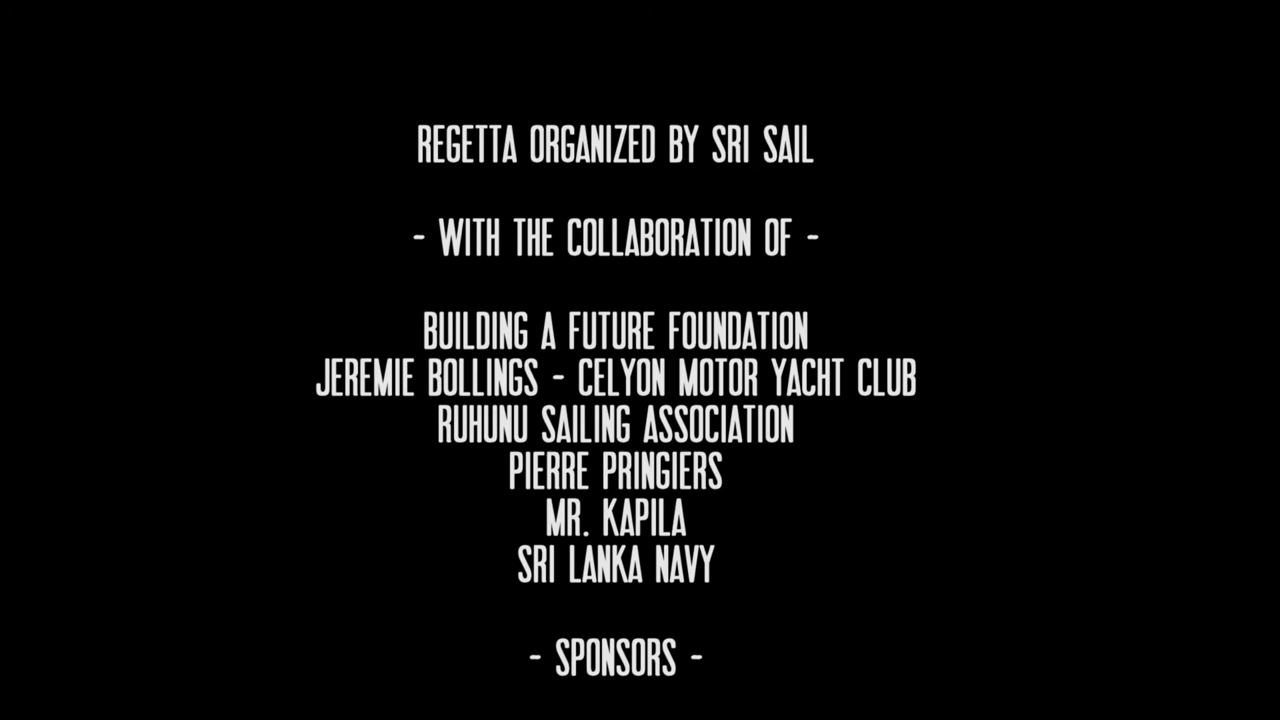 REGETTA ORGANIZED BY SRI SAIL
- WITH THE COLLABORATION OF -
BUILDING A FUTURE FOUNDATION
JEREMIE BOLLINGS - CELYON MOTOR YACHT CLUB
RUHUNU SAILING ASSOCIATION
PIERRE PRINGIERS
MR. KAPILA
SRI LANKA NAVY
- SPONSORS -